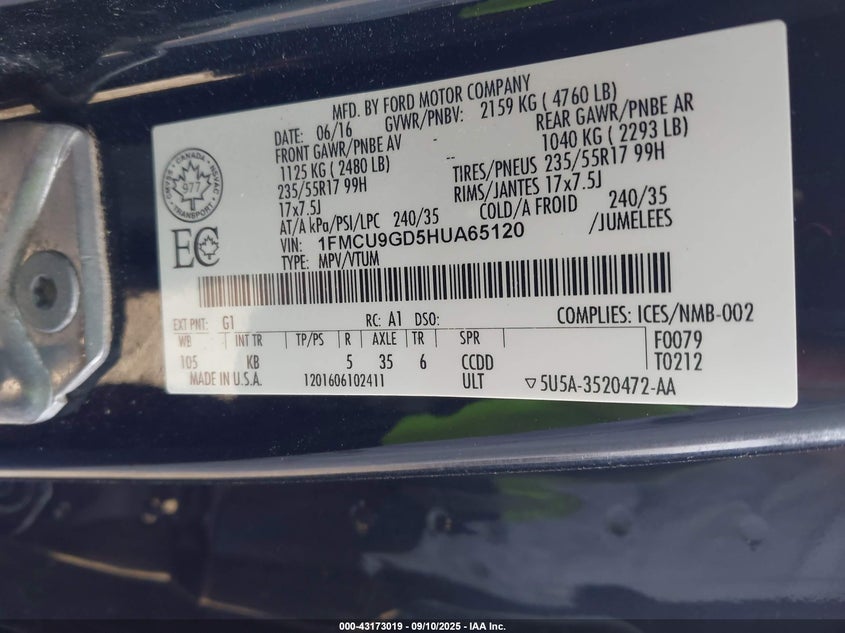 MFD. BY FORD MOTOR COMPANY
DATE: 06/16 GVWR/PNBV: 2159 KG ( 4760 LB)
FRONT GAWR/PNBE AV - REAR GAWR/PNBE AR
1125 KG ( 2480 LB) -- 1040 KG ( 2293 LB)
235/55R17 99H TIRES/PNEUS 235/55R17 99H
17x7.5J RIMS/JANTES 17x7.5J
AT/A kPa/PSI/LPC 240/35 COLD/A FROID 240/35
VIN: 1FMCU9GD5HUA65120 /JUMELEES
TYPE: MPV/VTUM
CANADA
977
TRANSPORT
EC
EXT PNT: G1 RC: A1 DSO: COMPLIES: ICES/NMB-002
WB INT TR TP/PS R AXLE TR SPR F0079
105 KB 5 35 6 CCDD T0212
MADE IN U.S.A. 1201606102411 ULT ▽5U5A-3520472-AA
000-43173019 - 09/10/2025 - IAA Inc.